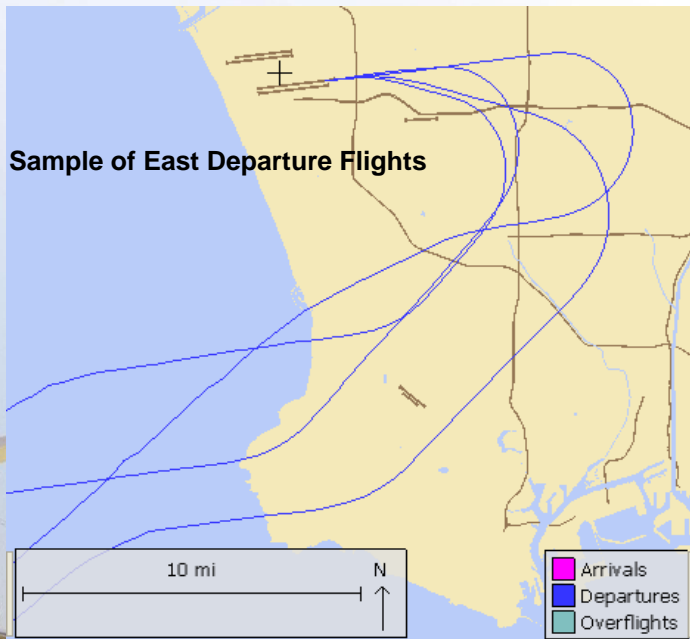 Sample of East Departure Flights
10 mi
N
Arrivals
Departures
Overflights